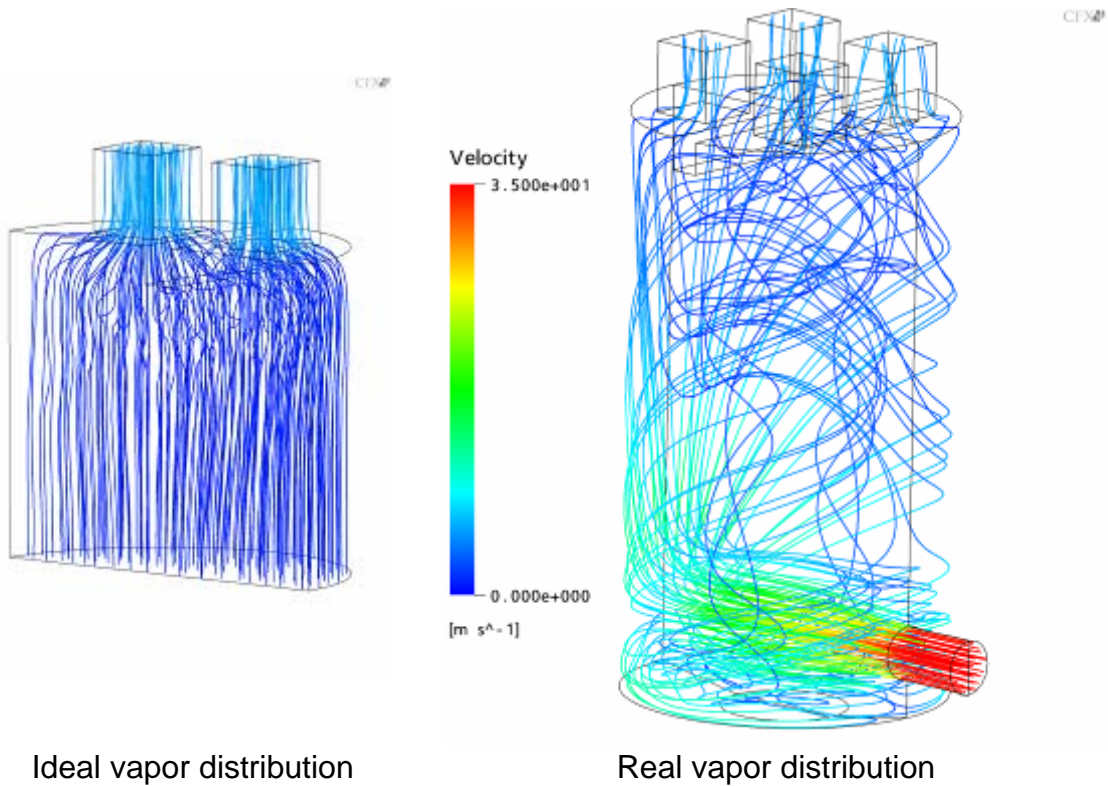 CFX
CFX
Velocity
3.500e+001
0.000e+000
[m s^-1]
Ideal vapor distribution
Real vapor distribution